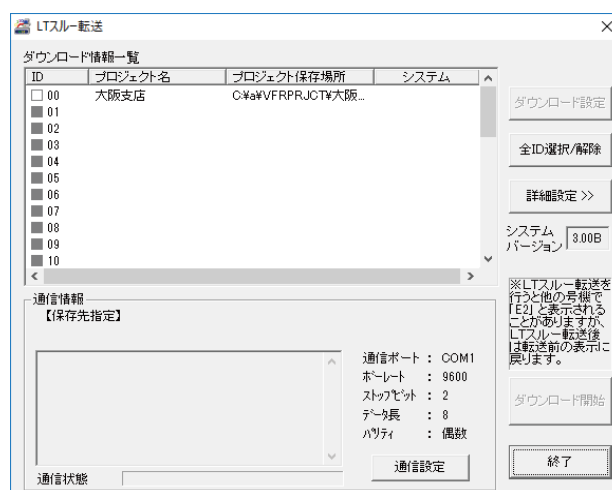 LTスルー転送
ダウンロード情報一覧
ID プロジェクト名 プロジェクト保存場所 システム
00 大阪支店 C:¥a¥VFRPRJCT¥大阪...
01
02
03
04
05
06
07
08
09
10
ダウンロード設定
全ID選択/解除
詳細設定 >>
システム
バージョン 3.00B
※LTスルー転送を
行うと他の号機で
「E2」と表示される
ことがありますが、
LTスルー転送後
は転送前の表示に
戻ります。
ダウンロード開始
終了
通信情報
【保存先指定】
通信ポート : COM1
ボーレート : 9600
ストップビット : 2
データ長 : 8
パリティ : 偶数
通信設定
通信状態